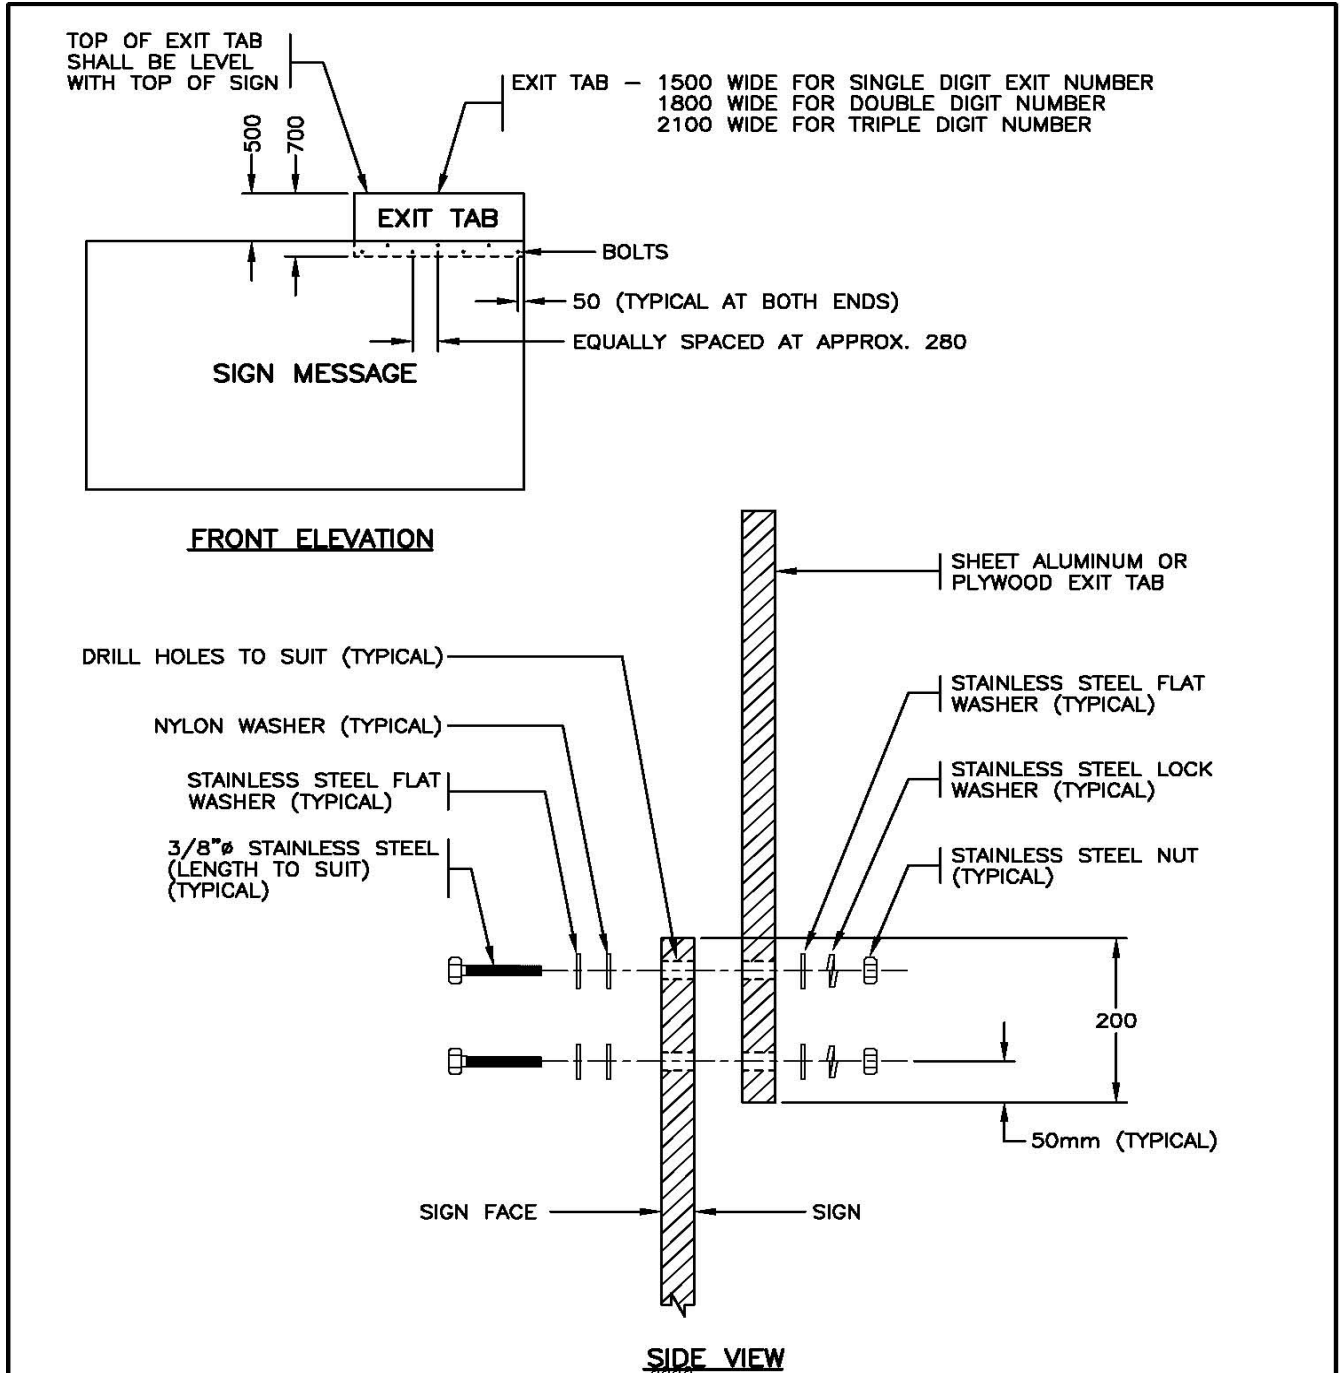 TOP OF EXIT TAB
SHALL BE LEVEL
WITH TOP OF SIGN
EXIT TAB – 1500 WIDE FOR SINGLE DIGIT EXIT NUMBER
1800 WIDE FOR DOUBLE DIGIT NUMBER
2100 WIDE FOR TRIPLE DIGIT NUMBER
500
700
EXIT TAB
BOLTS
50 (TYPICAL AT BOTH ENDS)
EQUALLY SPACED AT APPROX. 280
SIGN MESSAGE
FRONT ELEVATION
SHEET ALUMINUM OR
PLYWOOD EXIT TAB
DRILL HOLES TO SUIT (TYPICAL)
NYLON WASHER (TYPICAL)
STAINLESS STEEL FLAT
WASHER (TYPICAL)
3/8"ø STAINLESS STEEL
(LENGTH TO SUIT)
(TYPICAL)
STAINLESS STEEL FLAT
WASHER (TYPICAL)
STAINLESS STEEL LOCK
WASHER (TYPICAL)
STAINLESS STEEL NUT
(TYPICAL)
200
50mm (TYPICAL)
SIGN FACE
SIGN
SIDE VIEW